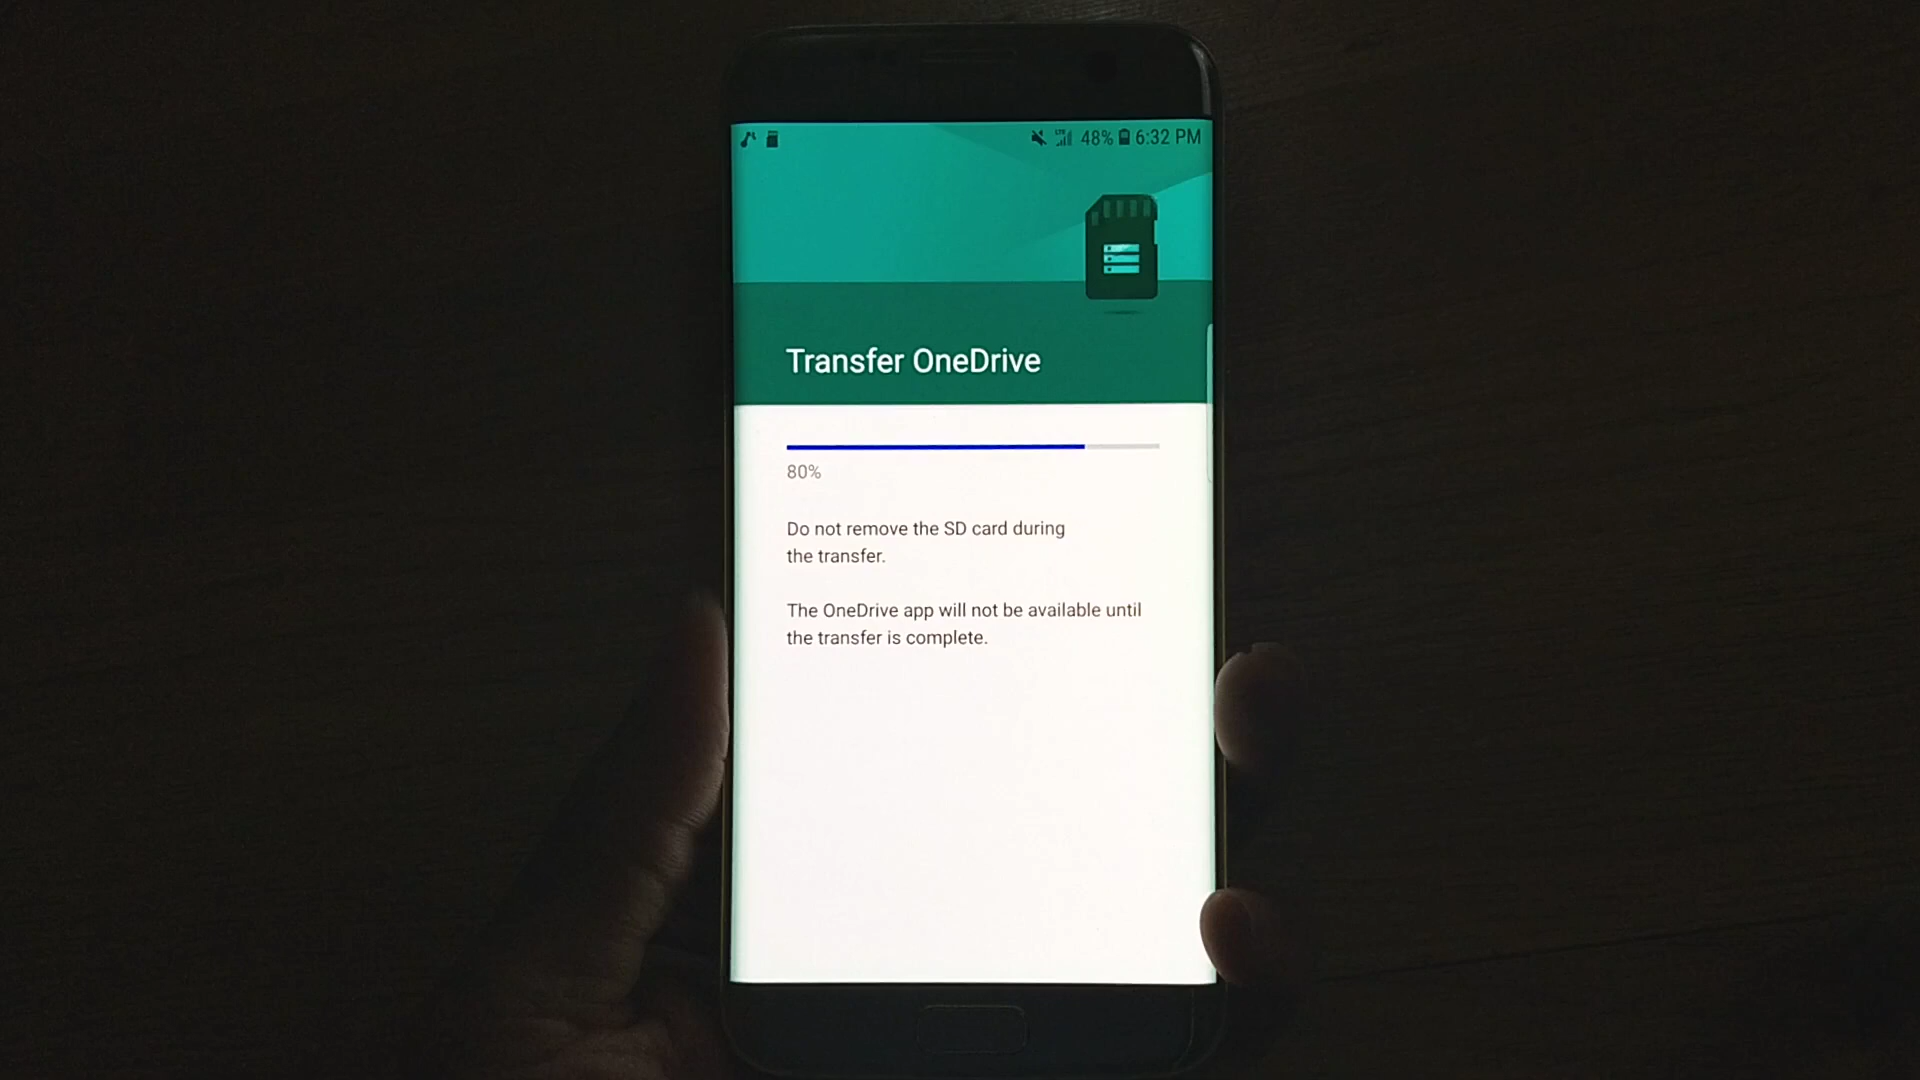 LTE 48% 6:32 PM
Transfer OneDrive
80%
Do not remove the SD card during
the transfer.
The OneDrive app will not be available until
the transfer is complete.